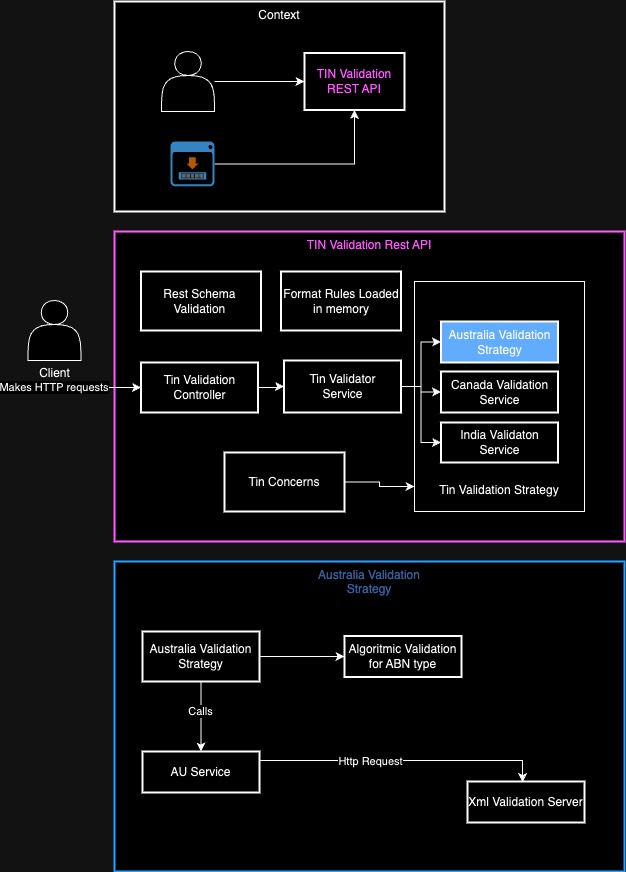 Context
TIN Validation
REST API
TIN Validation Rest API
Rest Schema
Validation
Format Rules Loaded
in memory
Australia Validation
Strategy
Client
Makes HTTP requests
Tin Validation
Controller
Tin Validator
Service
Canada Validation
Service
India Validaton
Service
Tin Concerns
Tin Validation Strategy
Australia Validation
Strategy
Australia Validation
Strategy
Algoritmic Validation
for ABN type
Calls
AU Service
Http Request
Xml Validation Server